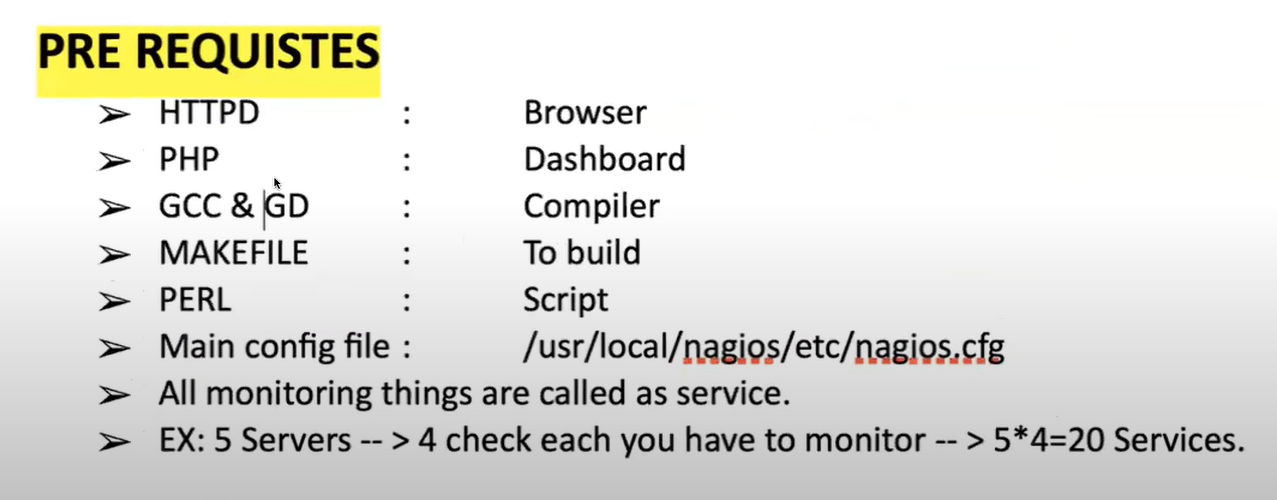 PRE REQUISTES
➢ HTTPD : Browser
➢ PHP : Dashboard
➢ GCC & GD : Compiler
➢ MAKEFILE : To build
➢ PERL : Script
➢ Main config file : /usr/local/nagios/etc/nagios.cfg
➢ All monitoring things are called as service.
➢ EX: 5 Servers -- > 4 check each you have to monitor -- > 5*4=20 Services.